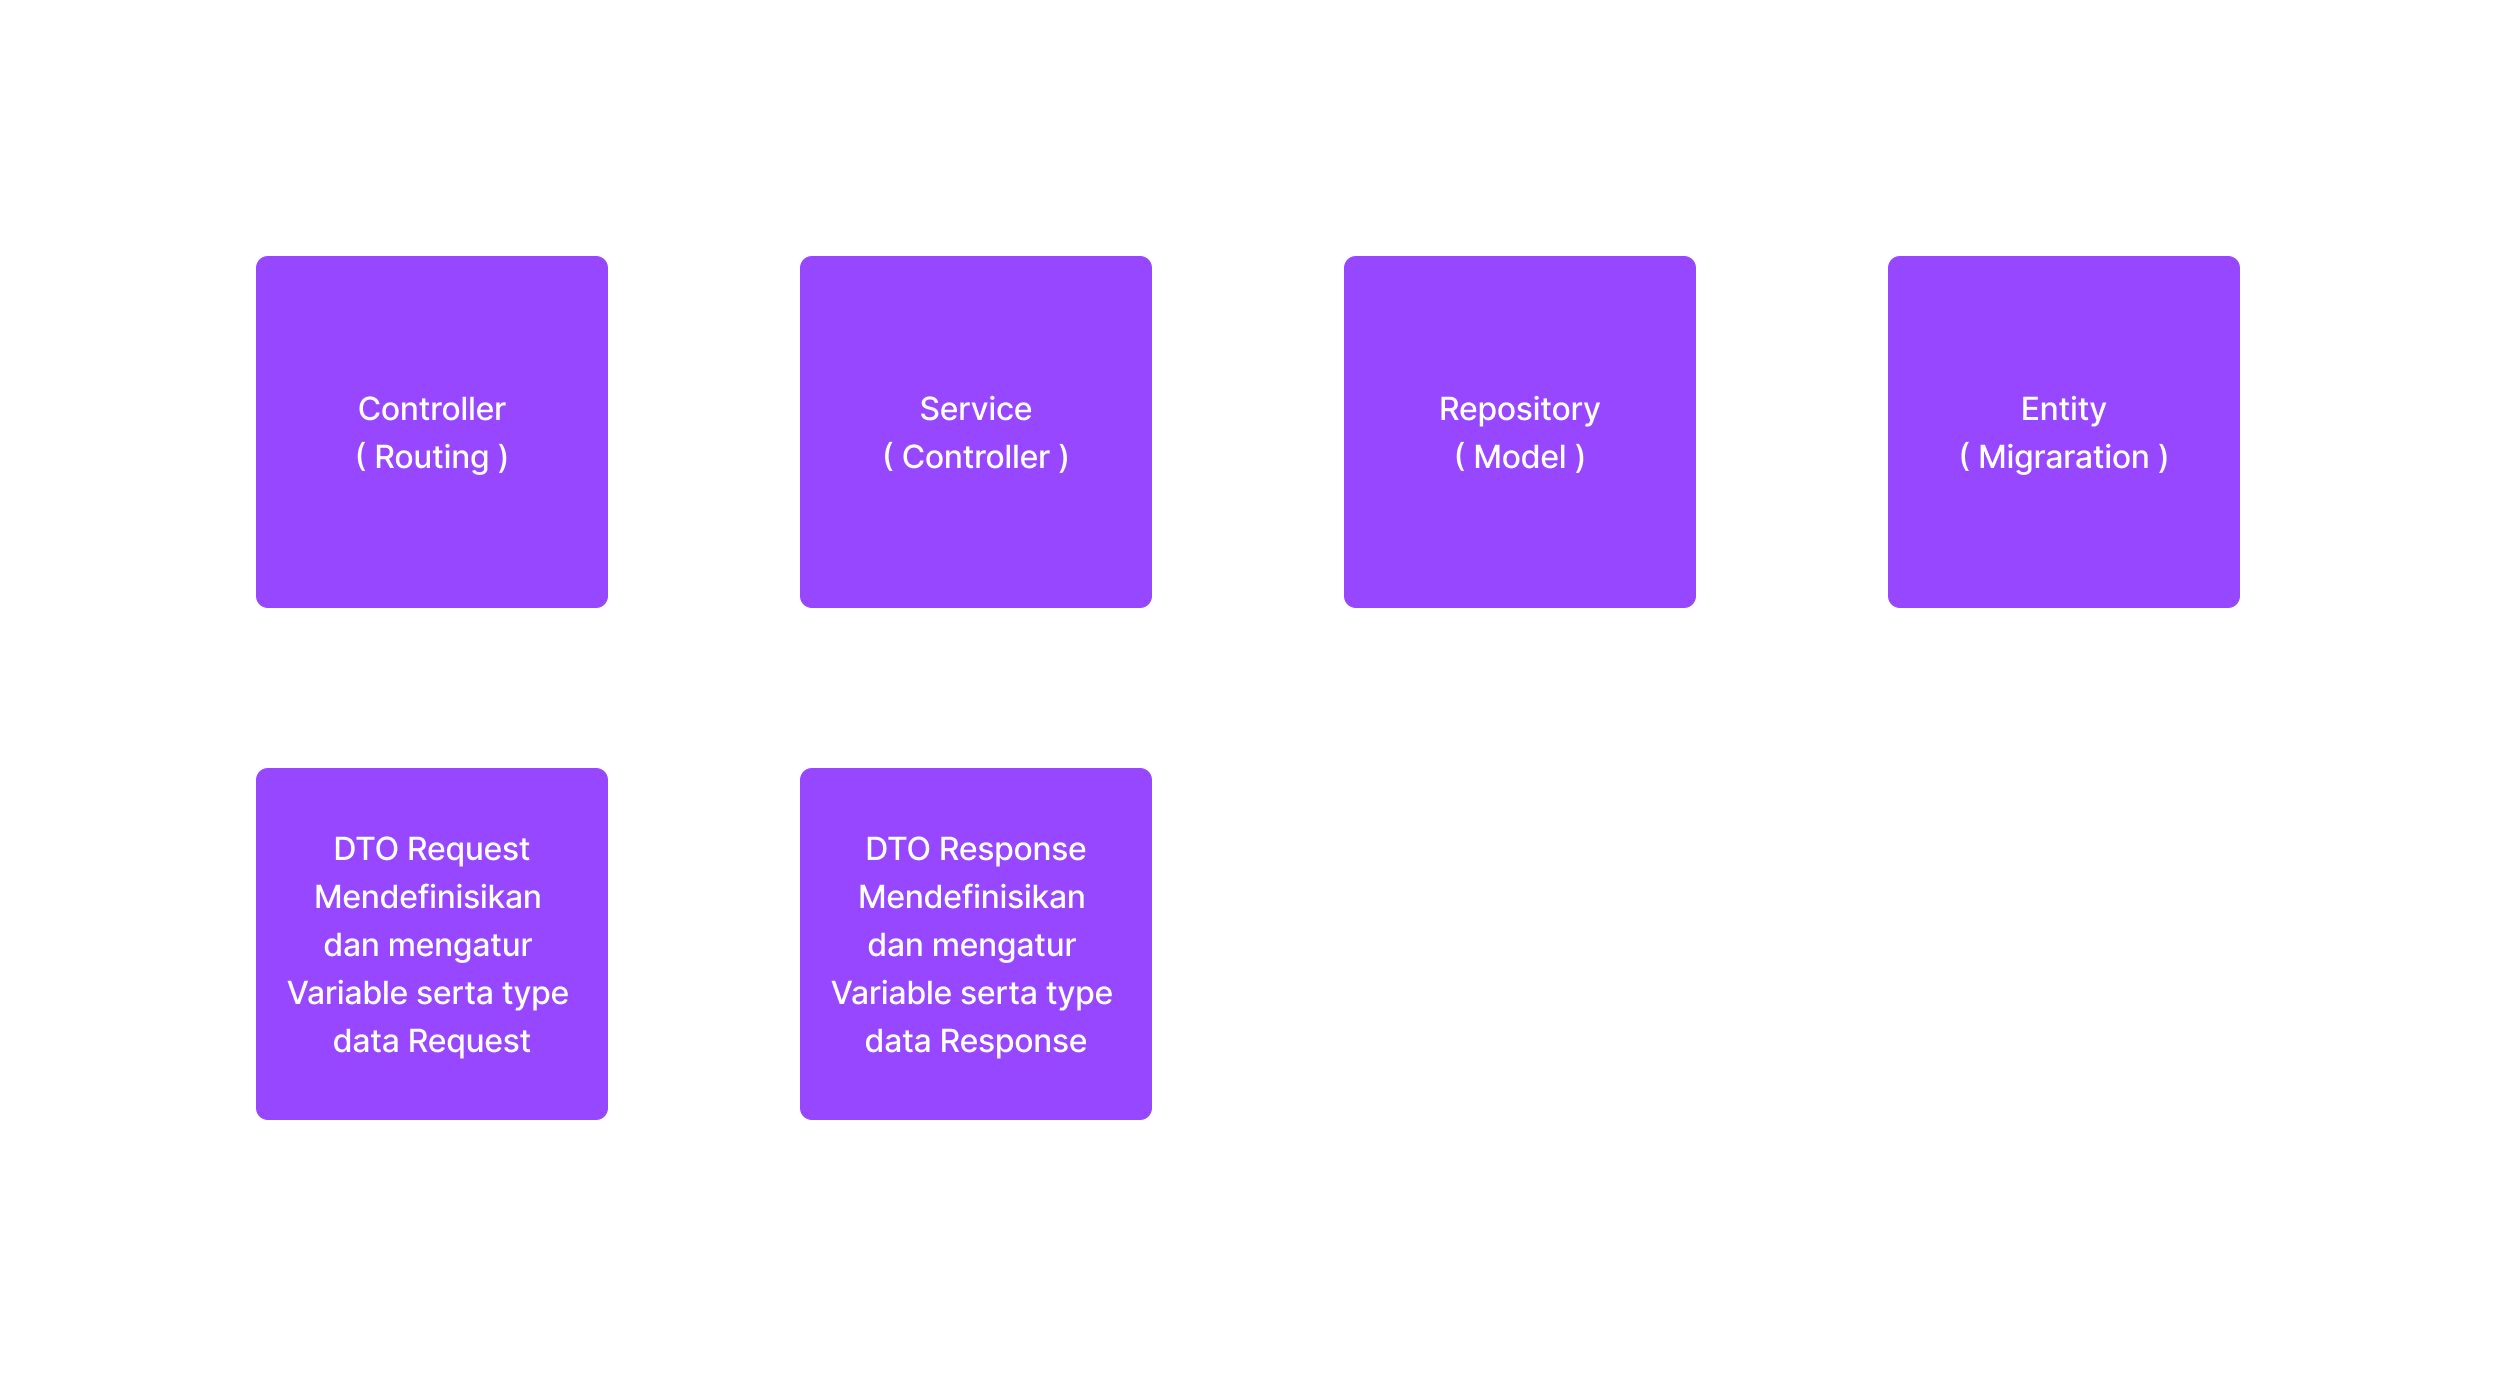 Controller
( Routing )
Service
( Controller )
Repository
( Model )
Entity
( Migraration )
DTO Request
Mendefinisikan
dan mengatur
Variable serta type
data Request
DTO Response
Mendefinisikan
dan mengatur
Variable serta type
data Response